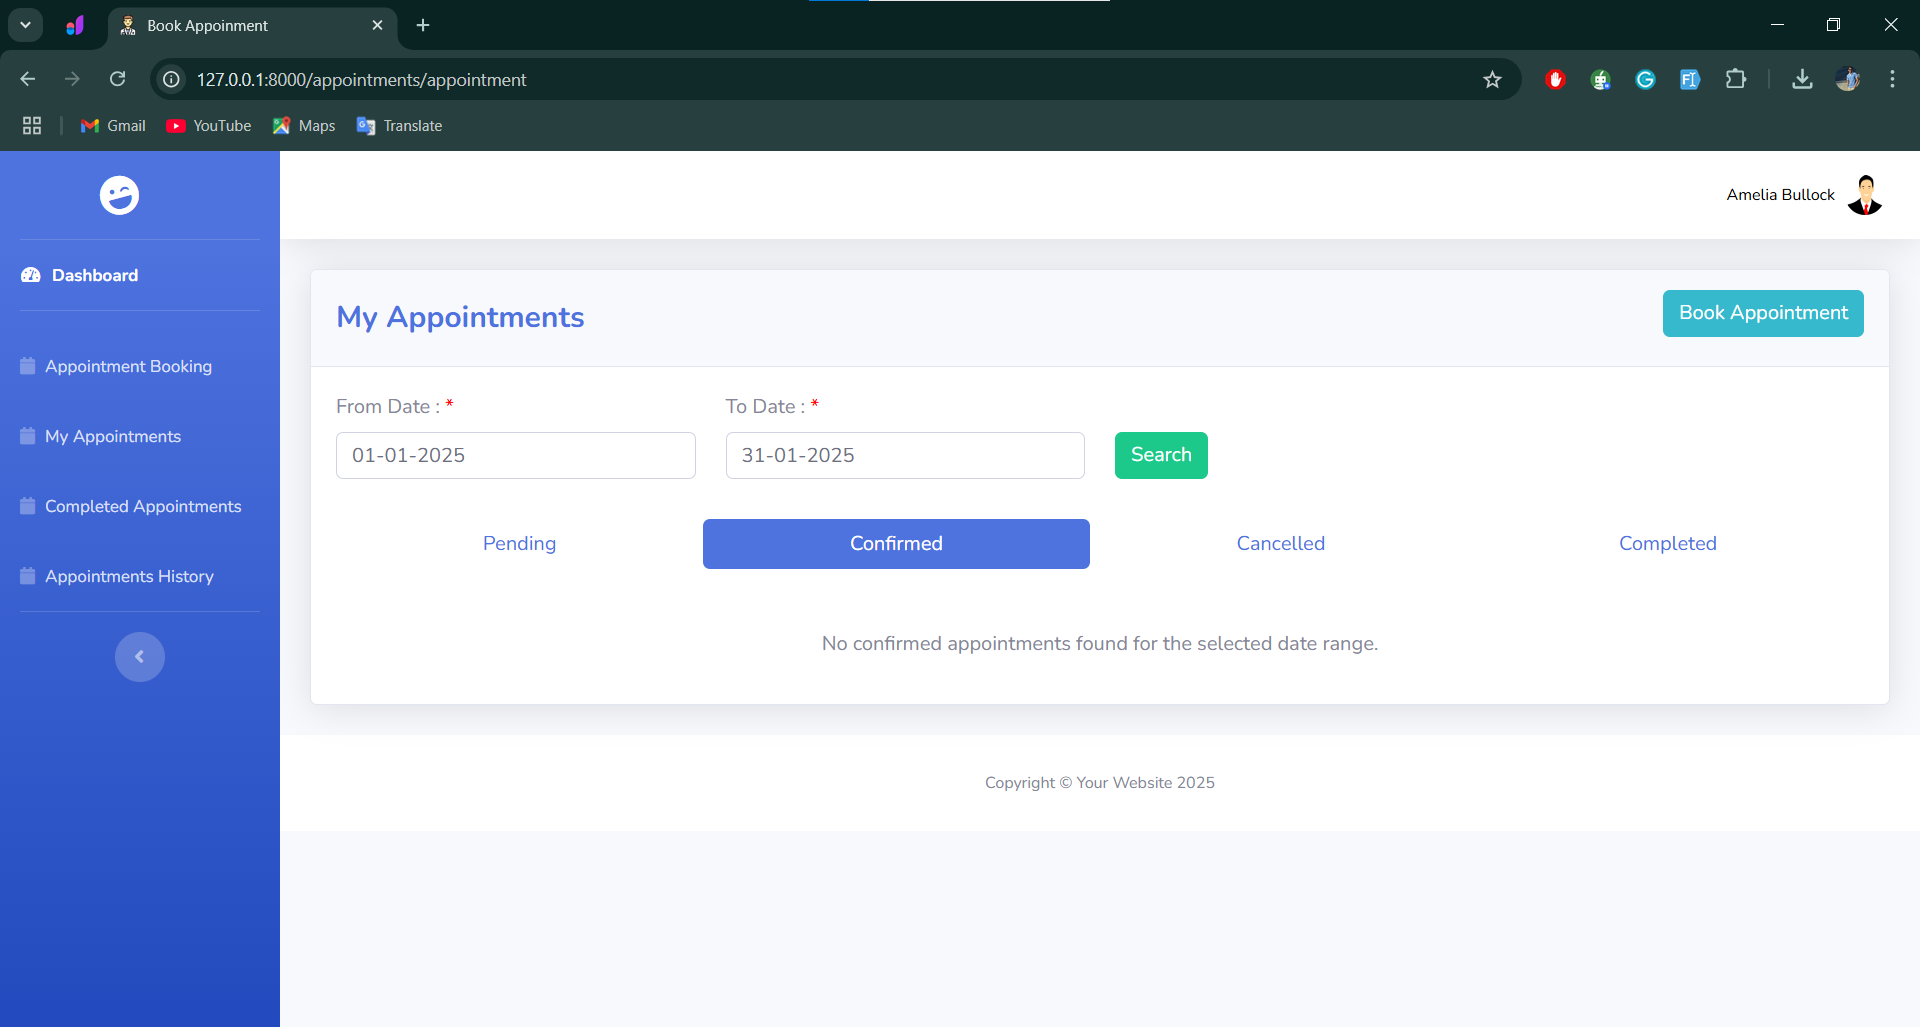 Book Appoinment
127.0.0.1:8000/appointments/appointment
Gmail YouTube Maps Translate
Amelia Bullock
Dashboard
Appointment Booking
My Appointments
Completed Appointments
Appointments History
My Appointments
Book Appointment
From Date : * To Date : *
01-01-2025 31-01-2025 Search
Pending Confirmed Cancelled Completed
No confirmed appointments found for the selected date range.
Copyright © Your Website 2025